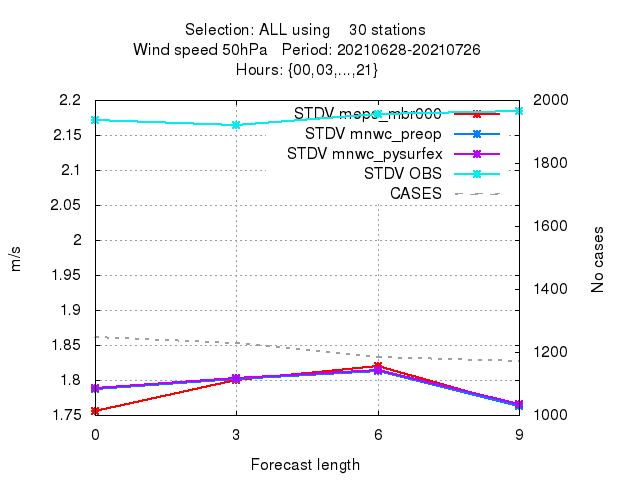 Selection: ALL using    30 stations
Wind speed 50hPa   Period: 20210628-20210726
Hours: {00,03,...,21}
2.2
2.15
2.1
2.05
2
1.95
1.9
1.85
1.8
1.75
m/s
STDV meps_mbr000
STDV mnwc_preop
STDV mnwc_pysurfex
STDV OBS
CASES
2000
1800
1600
1400
1200
1000
No cases
0 3 6 9
Forecast length